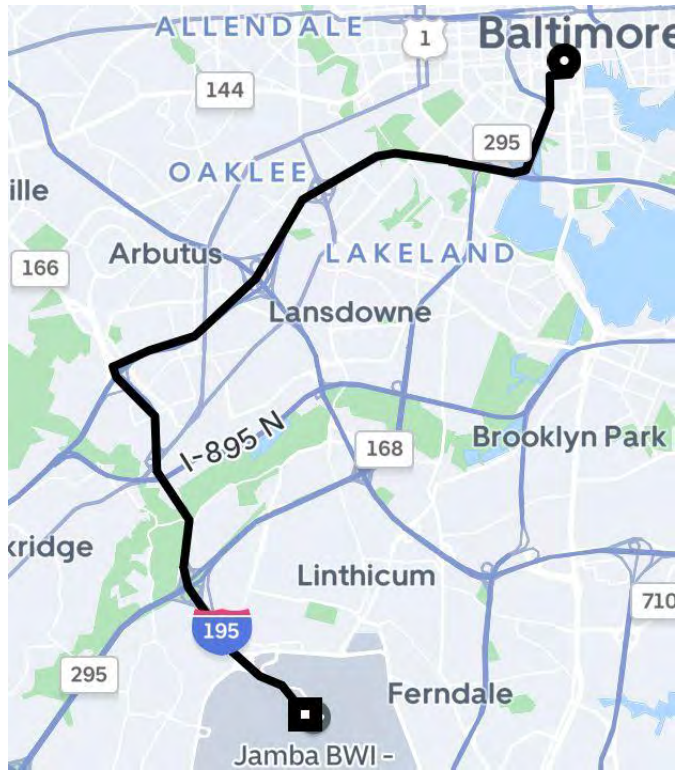 ALLENDALE
1
Baltimore
144
295
OAKLEE
ille
Arbutus
LAKELAND
166
Lansdowne
I-895 N
168
Brooklyn Park
xridge
Linthicum
710
195
295
Ferndale
Jamba BWI -